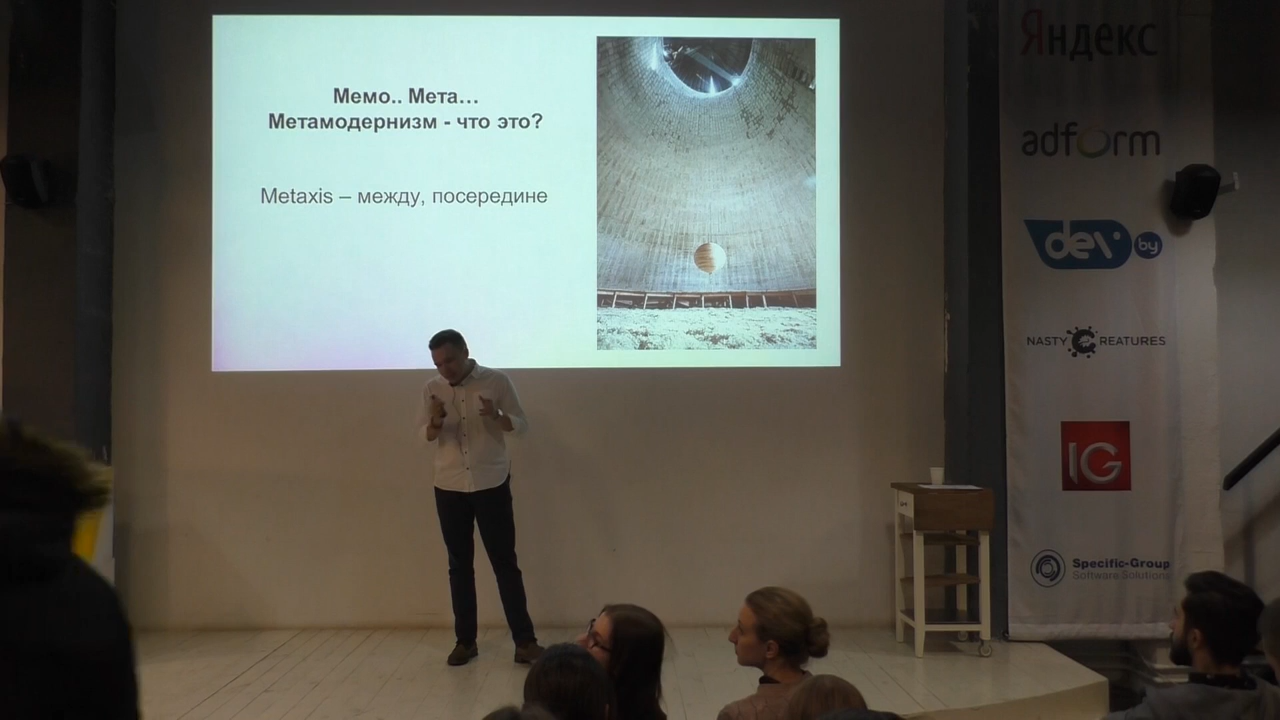 Мемо.. Мета...
Метамодернизм - что это?
Metaxis – между, посередине
Яндекс
adform
dev by
NASTY CREATURES
IG
Specific-Group
Software Solutions